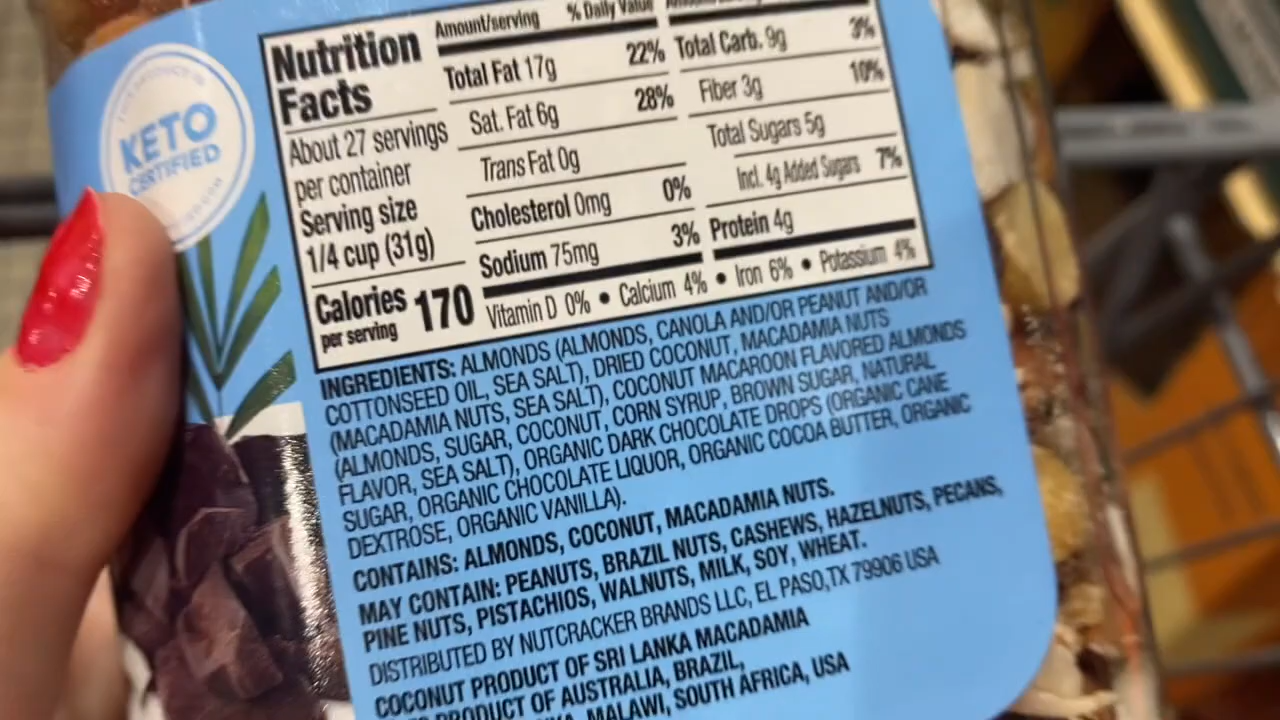 KETO
CERTIFIED
Nutrition
Facts
About 27 servings
per container
Serving size
1/4 cup (31g)
Calories 170
per serving
Amount/serving % Daily Value
Total Fat 17g 22%
Sat. Fat 6g 28%
Trans Fat 0g
Cholesterol 0mg 0%
Sodium 75mg 3%
Total Carb. 9g 3%
Fiber 3g 10%
Total Sugars 5g
Incl. 4g Added Sugars 7%
Protein 4g
Vitamin D 0% • Calcium 4% • Iron 6% • Potassium 4%
INGREDIENTS: ALMONDS (ALMONDS, CANOLA AND/OR PEANUT AND/OR
COTTONSEED OIL, SEA SALT), DRIED COCONUT, MACADAMIA NUTS
(MACADAMIA NUTS, SEA SALT), COCONUT MACAROON FLAVORED ALMONDS
(ALMONDS, SUGAR, COCONUT, CORN SYRUP, BROWN SUGAR, NATURAL
FLAVOR, SEA SALT), ORGANIC DARK CHOCOLATE DROPS (ORGANIC CANE
SUGAR, ORGANIC CHOCOLATE LIQUOR, ORGANIC COCOA BUTTER, ORGANIC
DEXTROSE, ORGANIC VANILLA).
CONTAINS: ALMONDS, COCONUT, MACADAMIA NUTS.
MAY CONTAIN: PEANUTS, BRAZIL NUTS, CASHEWS, HAZELNUTS, PECANS,
PINE NUTS, PISTACHIOS, WALNUTS, MILK, SOY, WHEAT.
DISTRIBUTED BY NUTCRACKER BRANDS LLC, EL PASO, TX 79906 USA
COCONUT PRODUCT OF SRI LANKA MACADAMIA
PRODUCT OF AUSTRALIA, BRAZIL,
MALAWI, SOUTH AFRICA, USA